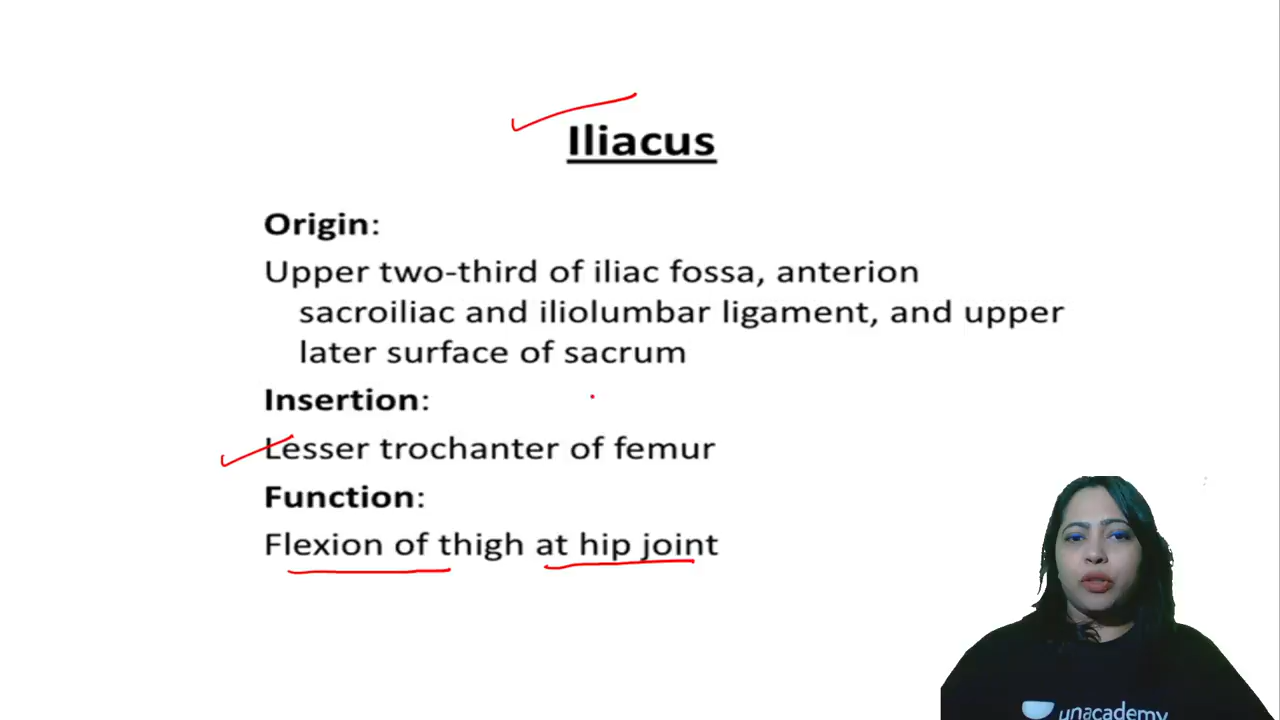 Iliacus
Origin:
Upper two-third of iliac fossa, anterion
sacroiliac and iliolumbar ligament, and upper
later surface of sacrum
Insertion:
Lesser trochanter of femur
Function:
Flexion of thigh at hip joint
unacademy